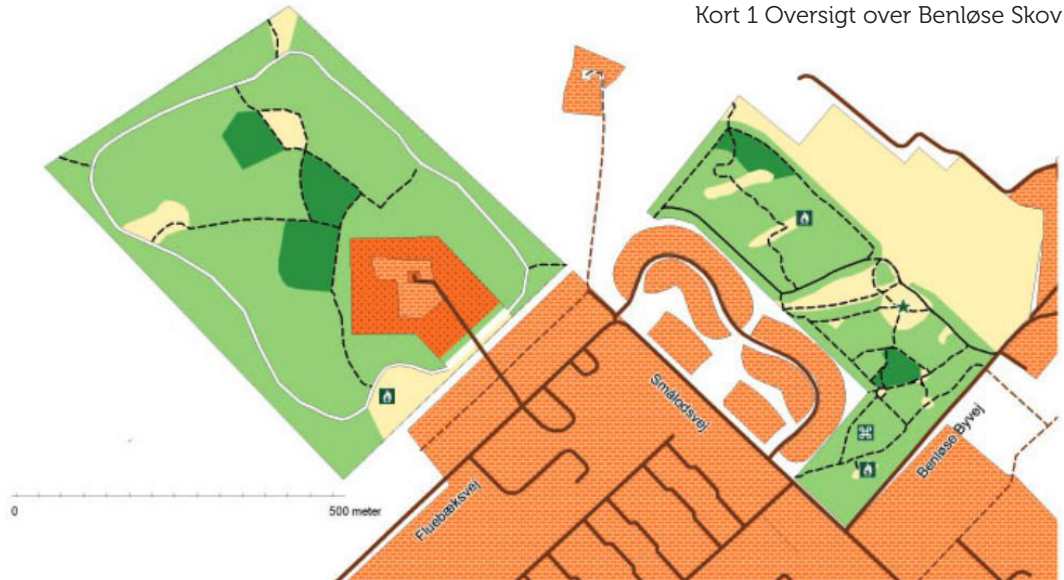 Kort 1 Oversigt over Benløse Skov
Smålodsvej
Benløse Byvej
Fluebæksvej
0
500 meter